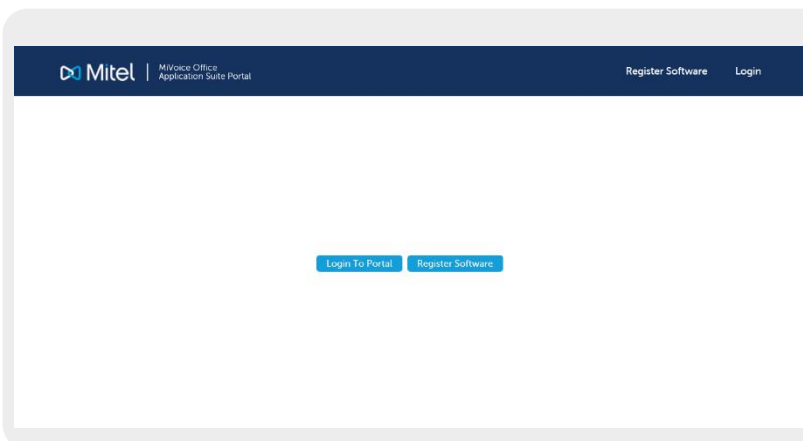 Mitel
MiVoice Office
Application Suite Portal
Register Software Login
Login To Portal Register Software